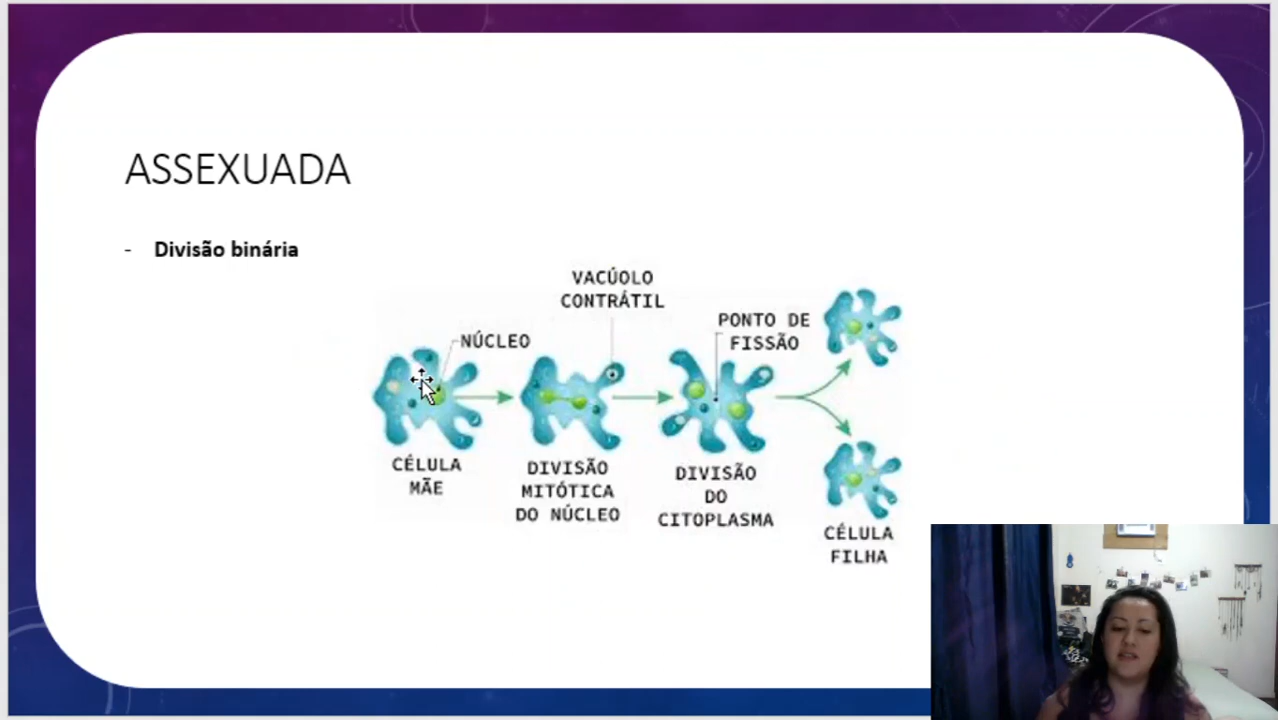 ASSEXUADA
- Divisão binária
VACÚOLO
CONTRÁTIL
PONTO DE
FISSÃO
NÚCLEO
CÉLULA
MÃE
DIVISÃO
MITÓTICA
DO NÚCLEO
DIVISÃO
DO
CITOPLASMA
CÉLULA
FILHA